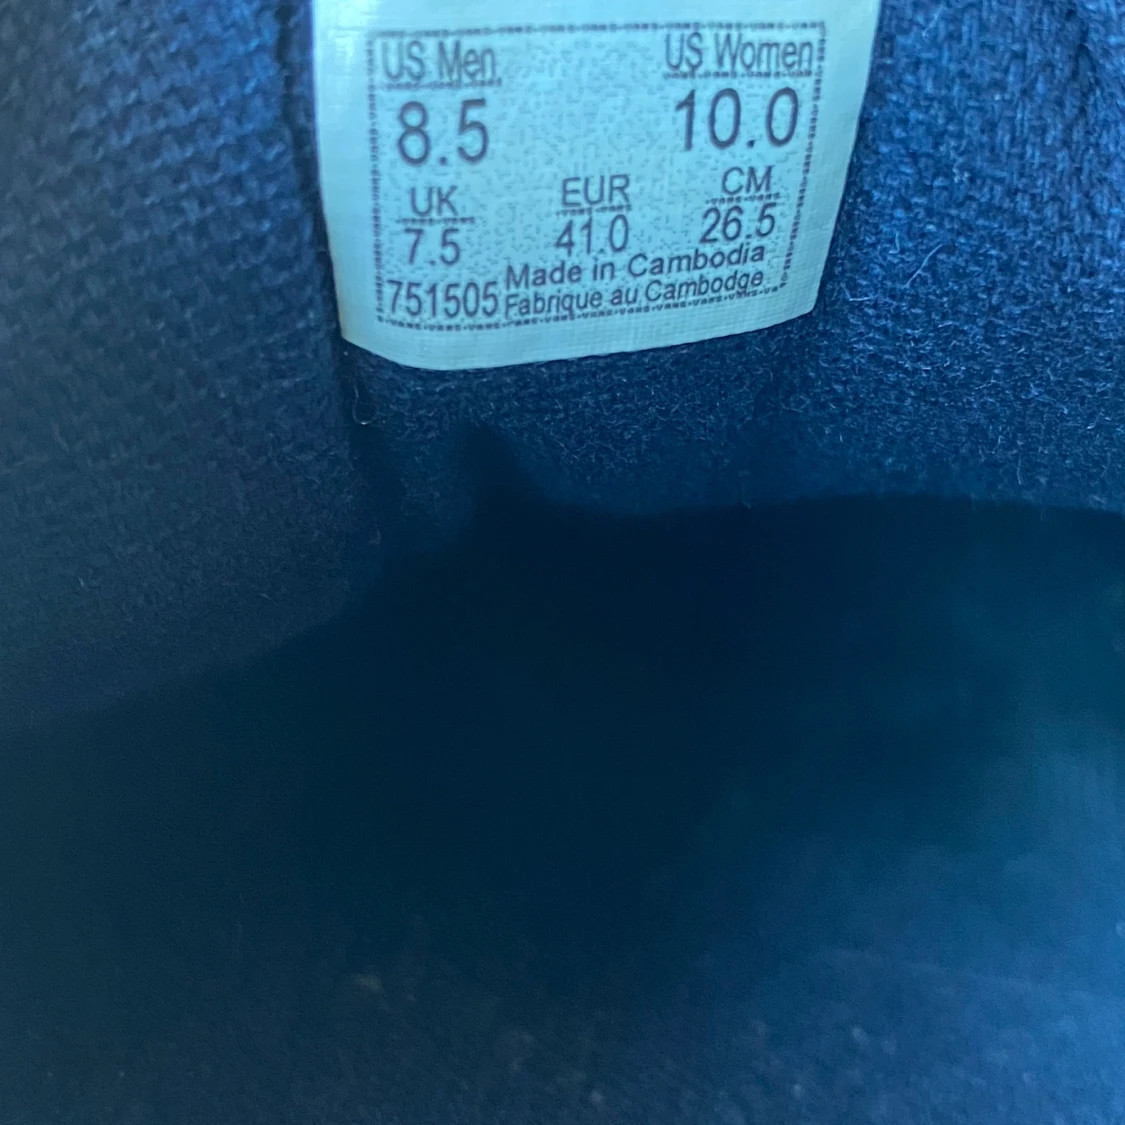 US Men US Women
8.5 10.0
UK EUR CM
7.5 41.0 26.5
Made in Cambodia
751505 Fabrique au Cambodge